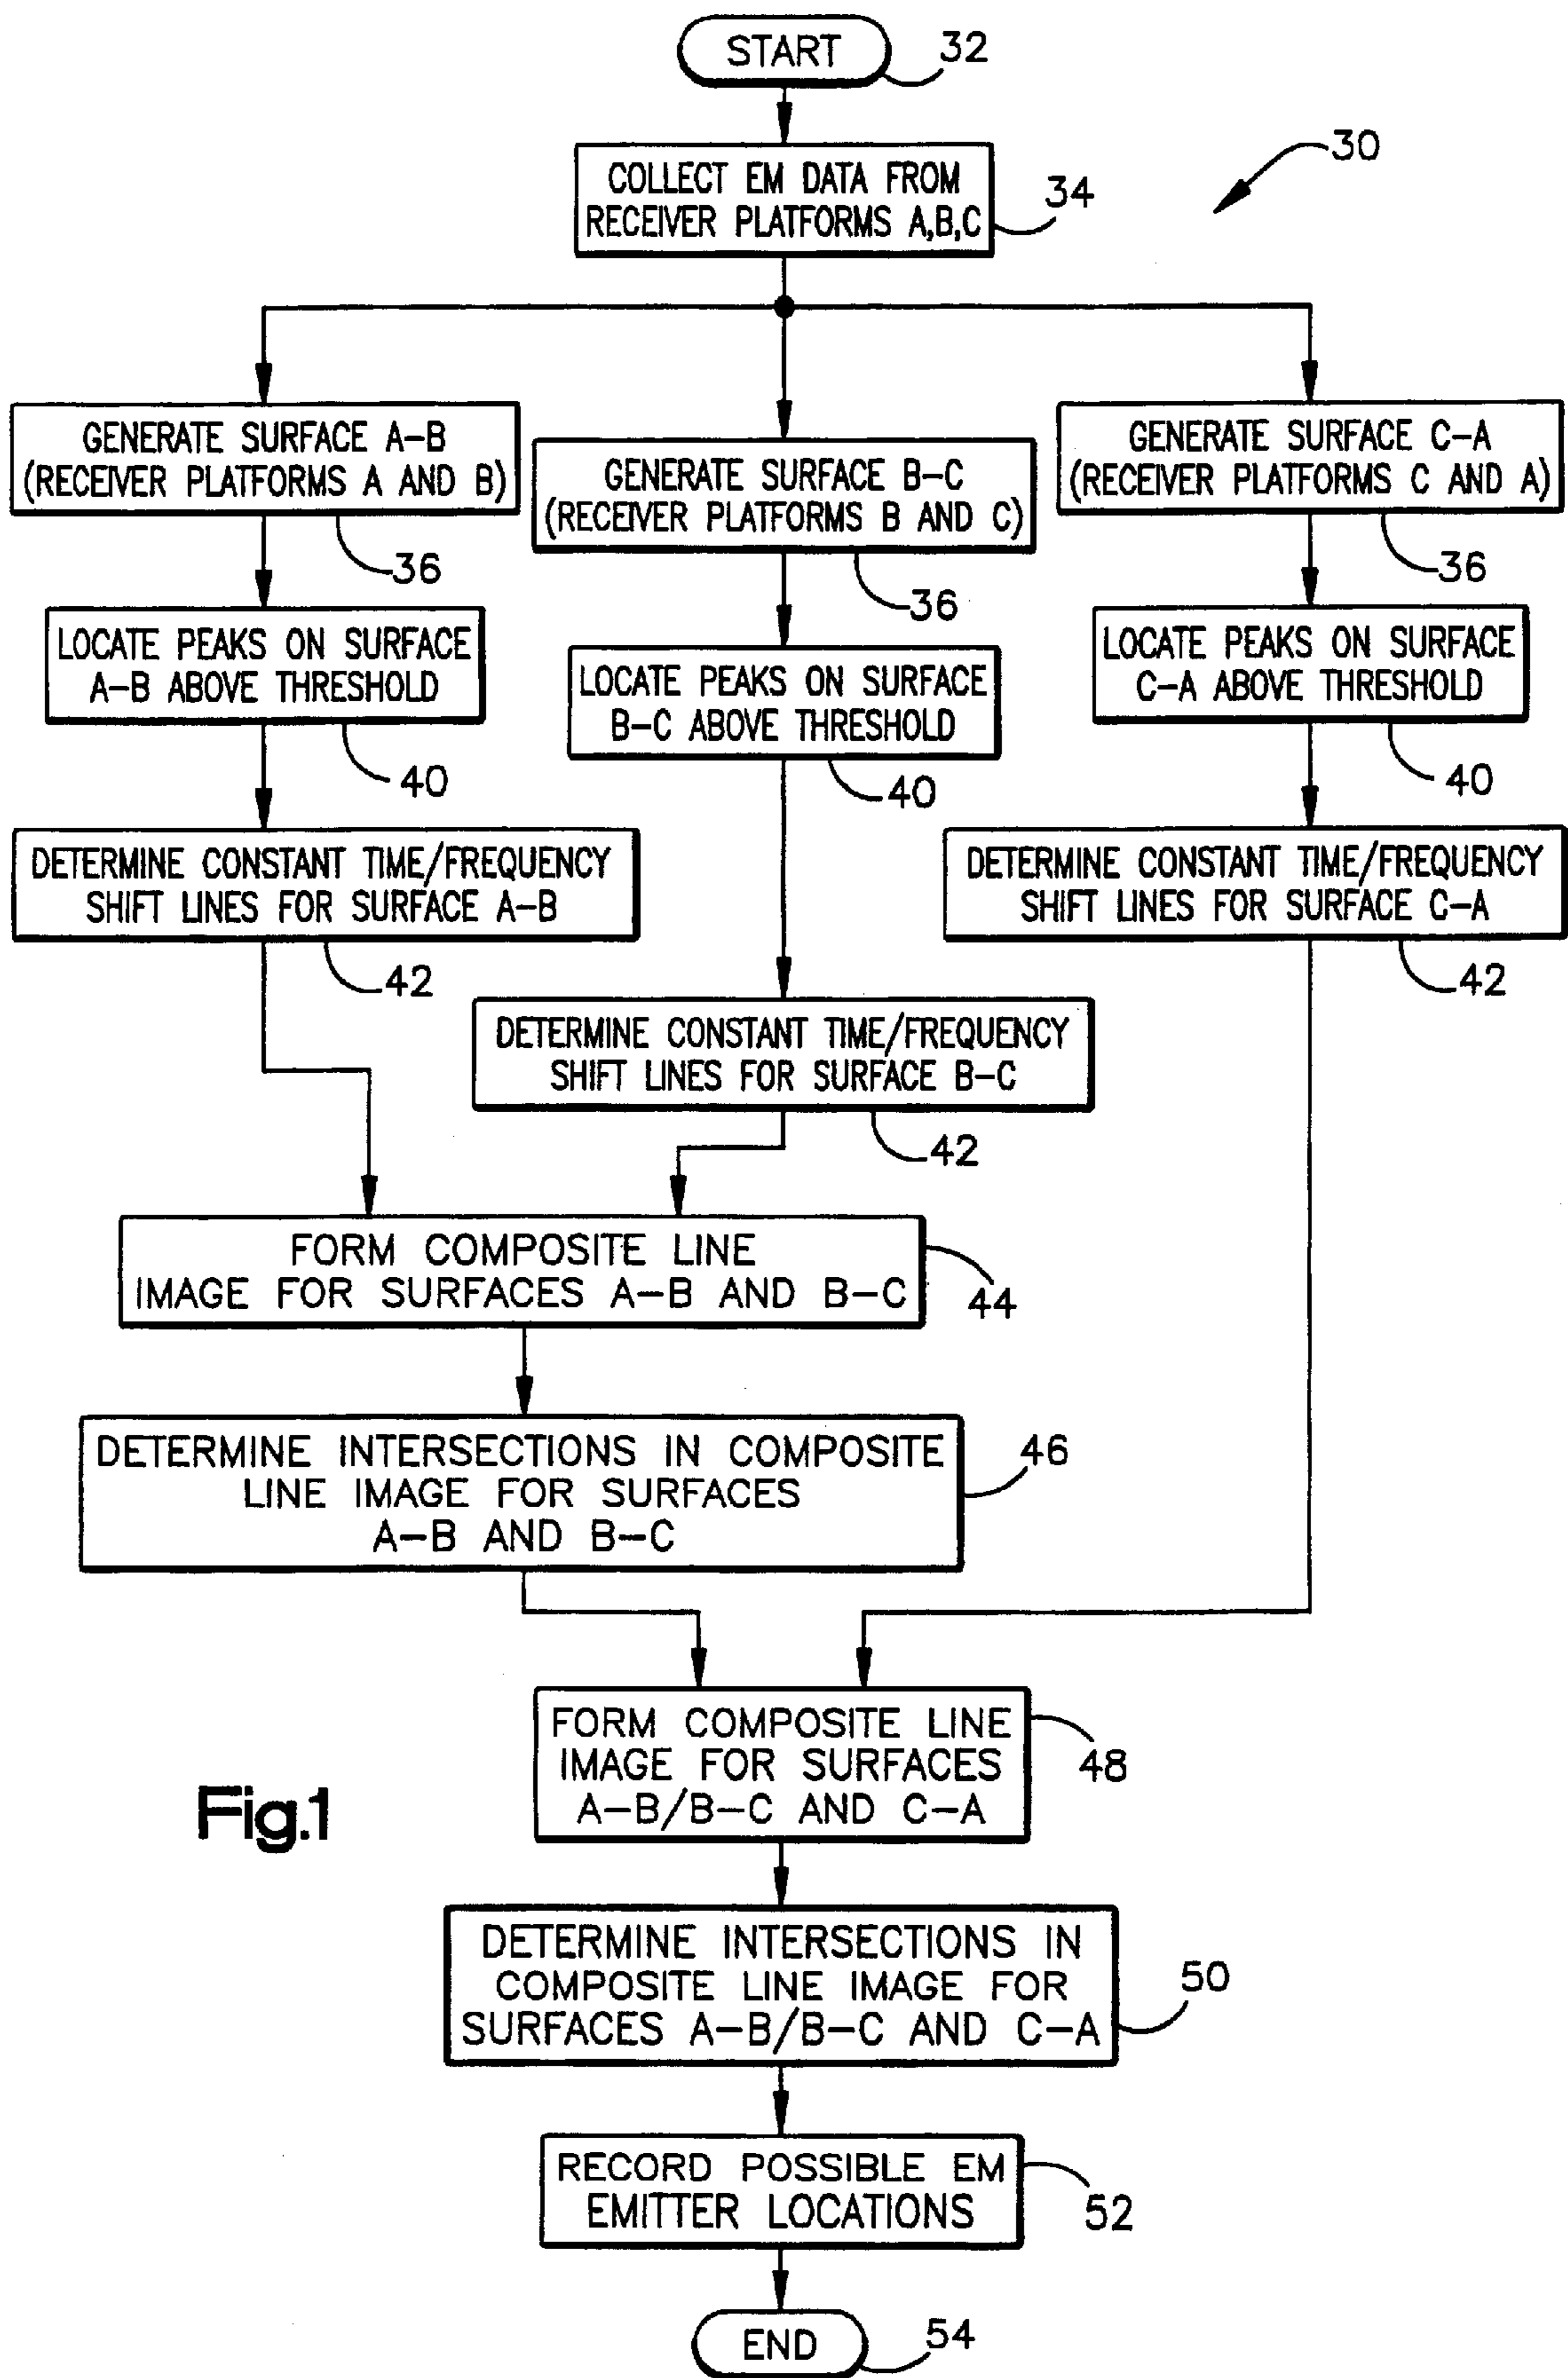 START
32
30
COLLECT EM DATA FROM
RECEIVER PLATFORMS A,B,C
34
GENERATE SURFACE A-B
(RECEIVER PLATFORMS A AND B)
36
GENERATE SURFACE B-C
(RECEIVER PLATFORMS B AND C)
36
GENERATE SURFACE C-A
(RECEIVER PLATFORMS C AND A)
36
LOCATE PEAKS ON SURFACE
A-B ABOVE THRESHOLD
40
LOCATE PEAKS ON SURFACE
B-C ABOVE THRESHOLD
40
LOCATE PEAKS ON SURFACE
C-A ABOVE THRESHOLD
40
DETERMINE CONSTANT TIME/FREQUENCY
SHIFT LINES FOR SURFACE A-B
42
DETERMINE CONSTANT TIME/FREQUENCY
SHIFT LINES FOR SURFACE B-C
42
DETERMINE CONSTANT TIME/FREQUENCY
SHIFT LINES FOR SURFACE C-A
42
FORM COMPOSITE LINE
IMAGE FOR SURFACES A-B AND B-C
44
DETERMINE INTERSECTIONS IN COMPOSITE
LINE IMAGE FOR SURFACES
A-B AND B-C
46
FORM COMPOSITE LINE
IMAGE FOR SURFACES
A-B/B-C AND C-A
48
Fig.1
DETERMINE INTERSECTIONS IN
COMPOSITE LINE IMAGE FOR
SURFACES A-B/B-C AND C-A
50
RECORD POSSIBLE EM
EMITTER LOCATIONS
52
END
54